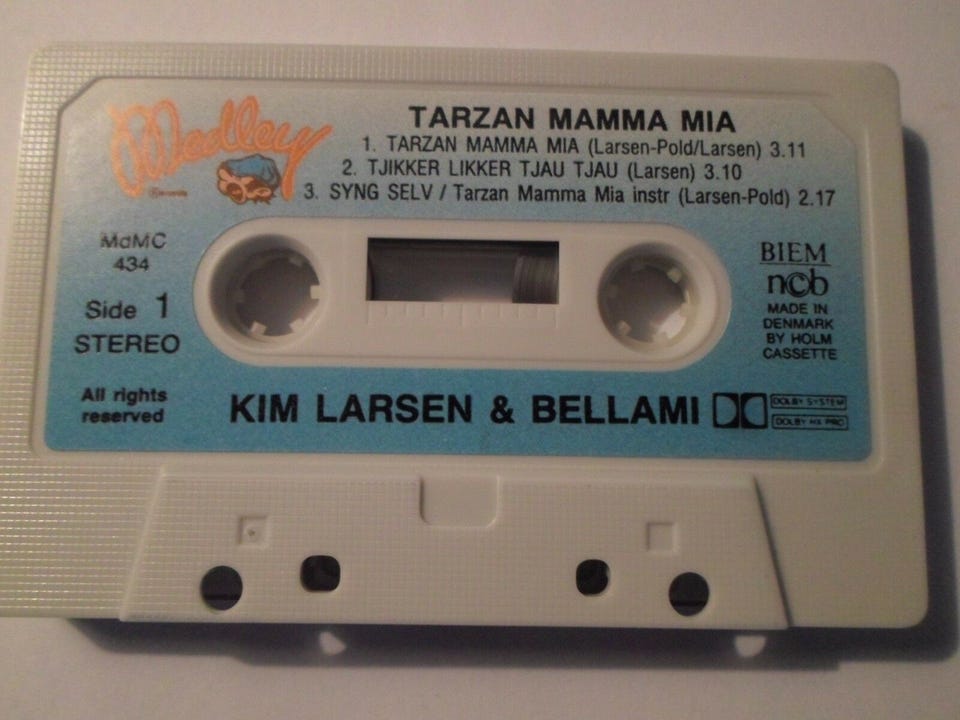 Medley
TARZAN MAMMA MIA
1. TARZAN MAMMA MIA (Larsen-Pold/Larsen) 3.11
2. TJIKKER LIKKER TJAU TJAU (Larsen) 3.10
3. SYNG SELV / Tarzan Mamma Mia instr (Larsen-Pold) 2.17
MdMC
434
Side 1
STEREO
All rights
reserved
BIEM
ncb
MADE IN
DENMARK
BY HOLM
CASSETTE
KIM LARSEN & BELLAMI
DOLBY SYSTEM
DOLBY HX PRO